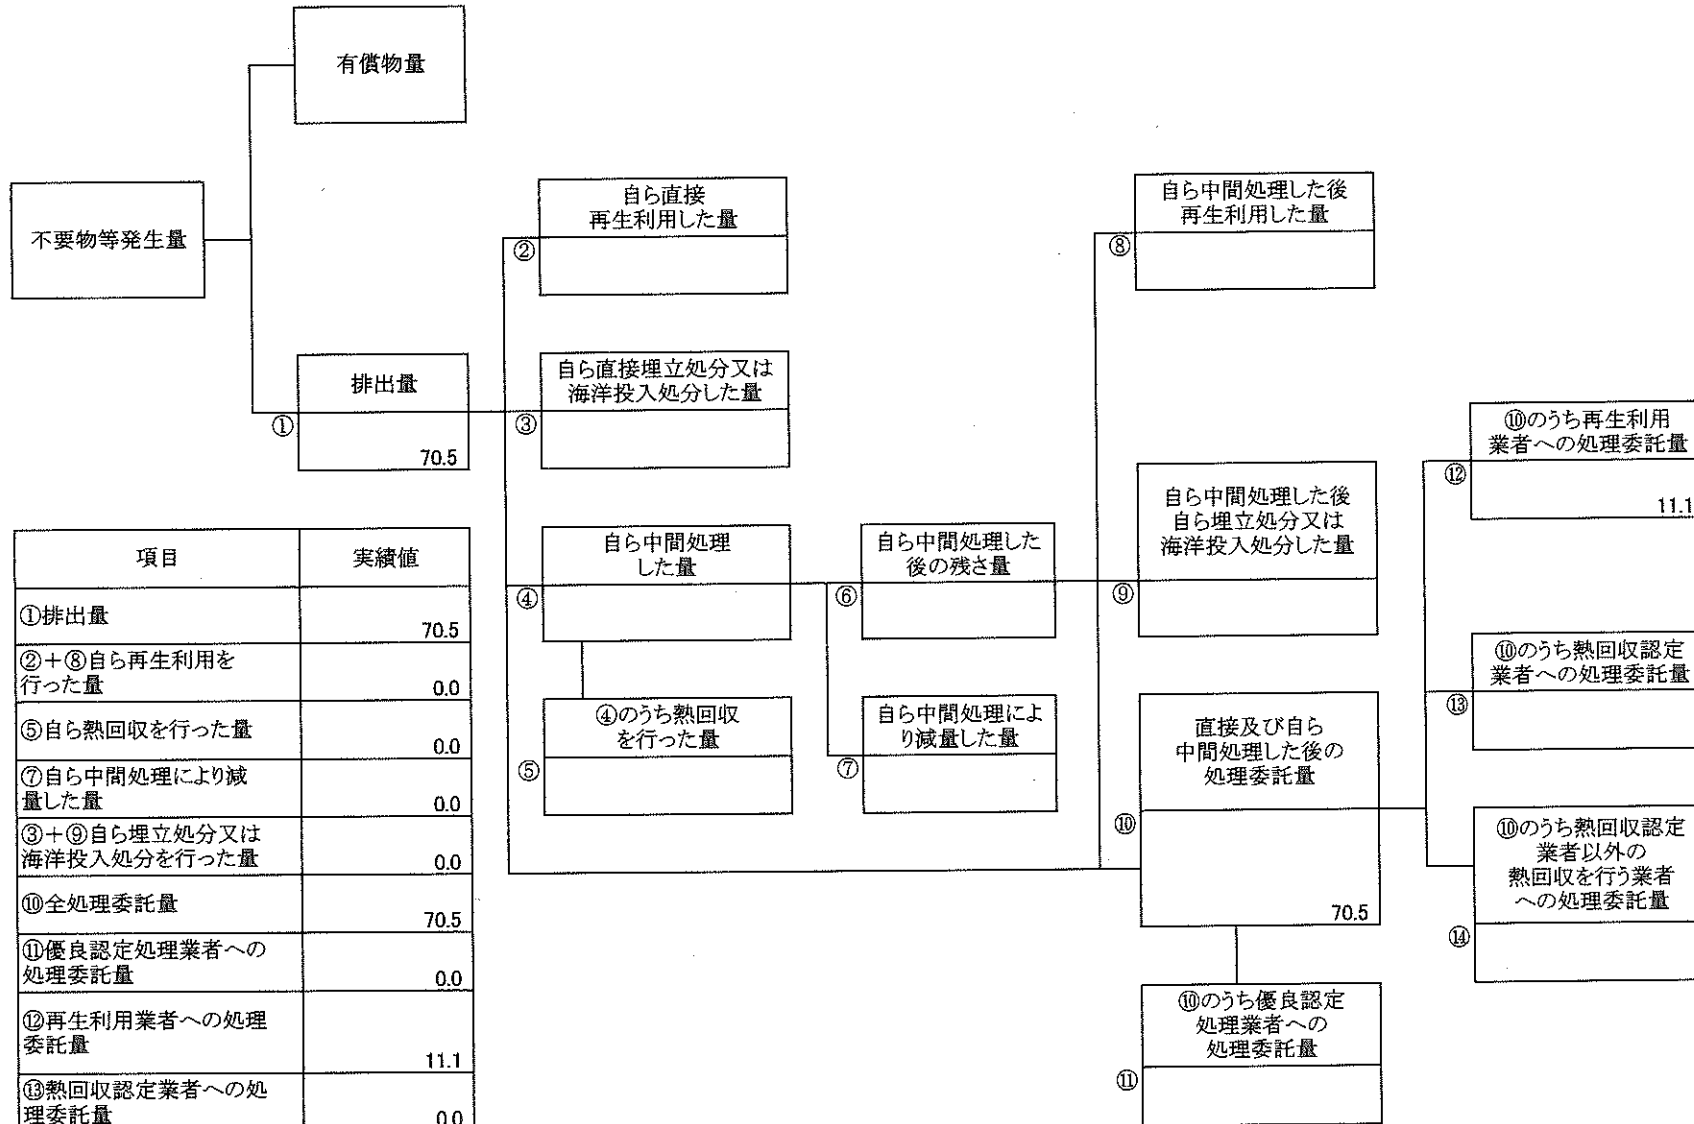 有償物量
不要物等発生量
自ら直接
再生利用した量
②
自ら中間処理した後
再生利用した量
⑧
排出量
①
70.5
自ら直接埋立処分又は
海洋投入処分した量
③
⑩のうち再生利用
業者への処理委託量
⑫
11.1
自ら中間処理
した量
④
自ら中間処理した
後の残さ量
⑥
自ら中間処理した後
自ら埋立処分又は
海洋投入処分した量
⑨
⑩のうち熱回収認定
業者への処理委託量
⑬
④のうち熱回収
を行った量
⑤
自ら中間処理によ
り減量した量
⑦
直接及び自ら
中間処理した後の
処理委託量
⑩
70.5
⑩のうち熱回収認定
業者以外の
熱回収を行う業者
への処理委託量
⑭
⑩のうち優良認定
処理業者への
処理委託量
⑪
項目 実績値
①排出量
70.5
②+⑧自ら再生利用を
行った量 0.0
⑤自ら熱回収を行った量
0.0
⑦自ら中間処理により減
量した量 0.0
③+⑨自ら埋立処分又は
海洋投入処分を行った量 0.0
⑩全処理委託量
70.5
⑪優良認定処理業者への
処理委託量 0.0
⑫再生利用業者への処理
委託量
11.1
⑬熱回収認定業者への処
理委託量 0.0